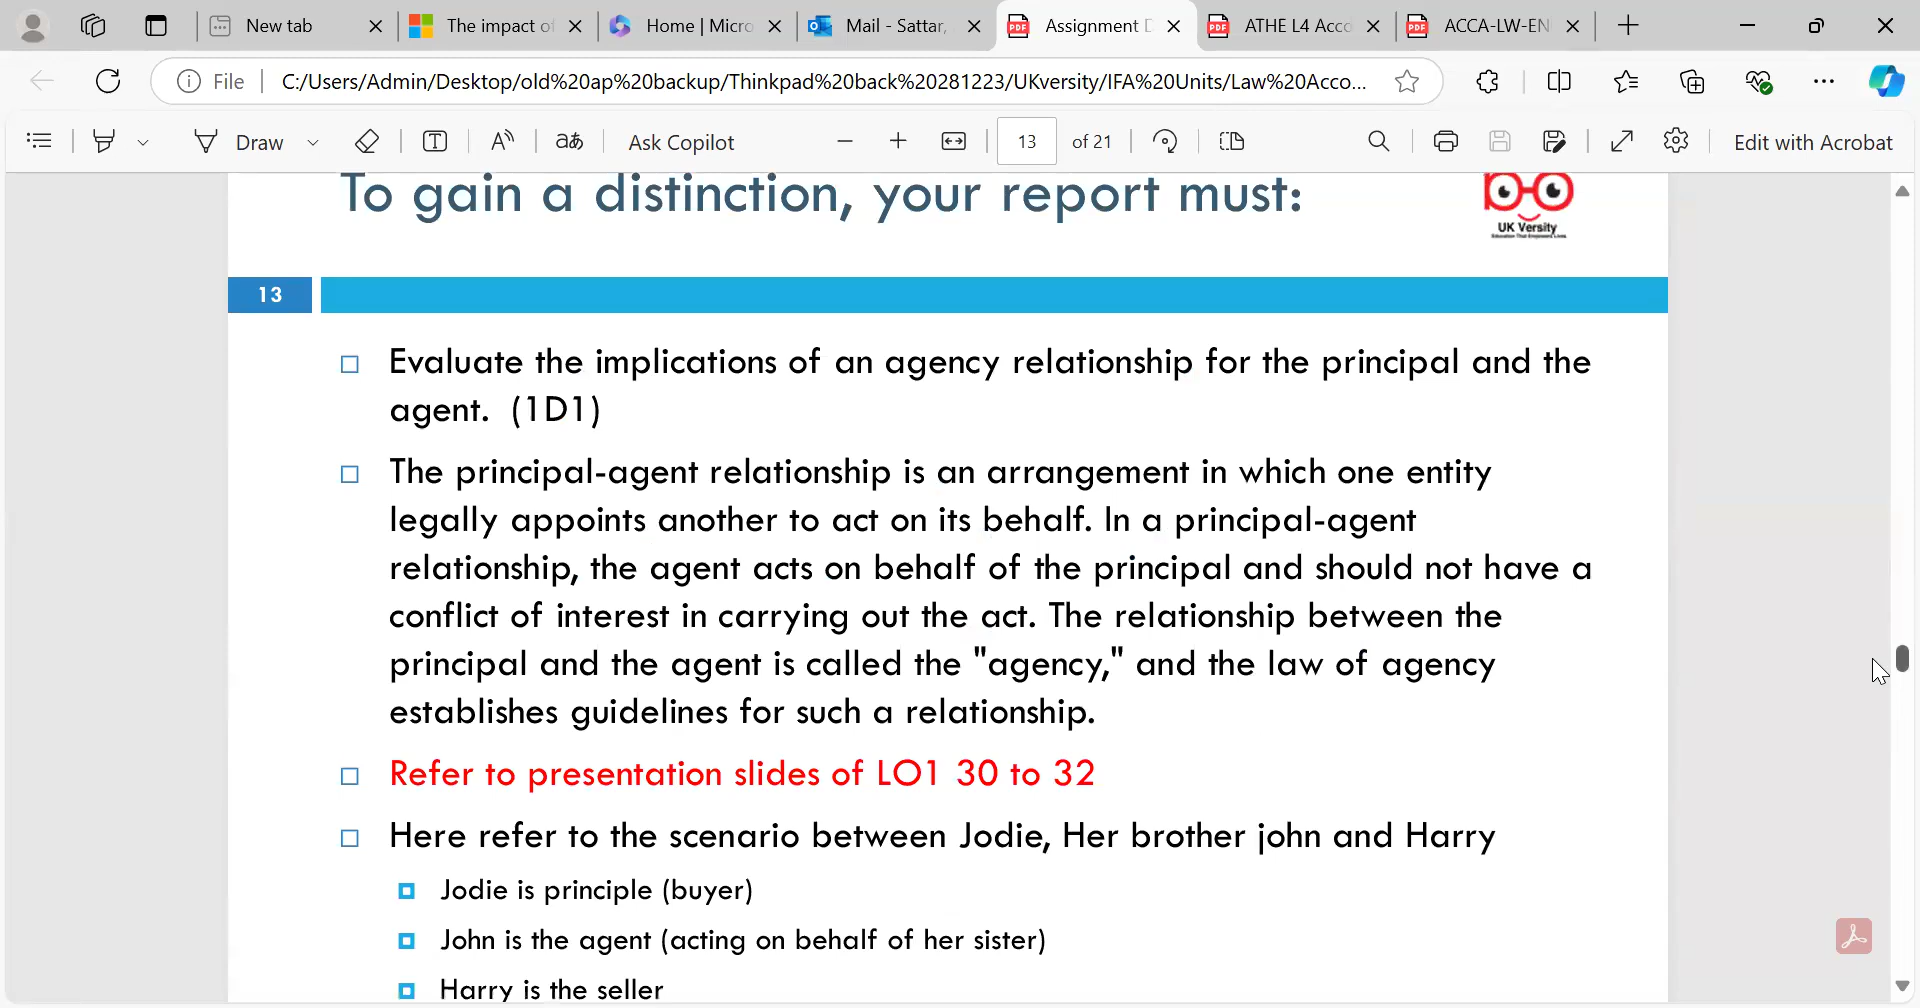 New tab
The impact of
Home | Micro
Mail - Sattar,
Assignment D
ATHE L4 Acco
ACCA-LW-EN
File
C:/Users/Admin/Desktop/old%20ap%20backup/Thinkpad%20back%20281223/UKversity/IFA%20Units/Law%20Acco...
Draw
aあ
Ask Copilot
13
of 21
Edit with Acrobat
To gain a distinction, your report must:
UK Versity
Education That Empowers Lives
13
Evaluate the implications of an agency relationship for the principal and the
agent. (1D1)
The principal-agent relationship is an arrangement in which one entity
legally appoints another to act on its behalf. In a principal-agent
relationship, the agent acts on behalf of the principal and should not have a
conflict of interest in carrying out the act. The relationship between the
principal and the agent is called the "agency," and the law of agency
establishes guidelines for such a relationship.
Refer to presentation slides of LO1 30 to 32
Here refer to the scenario between Jodie, Her brother john and Harry
Jodie is principle (buyer)
John is the agent (acting on behalf of her sister)
Harry is the seller